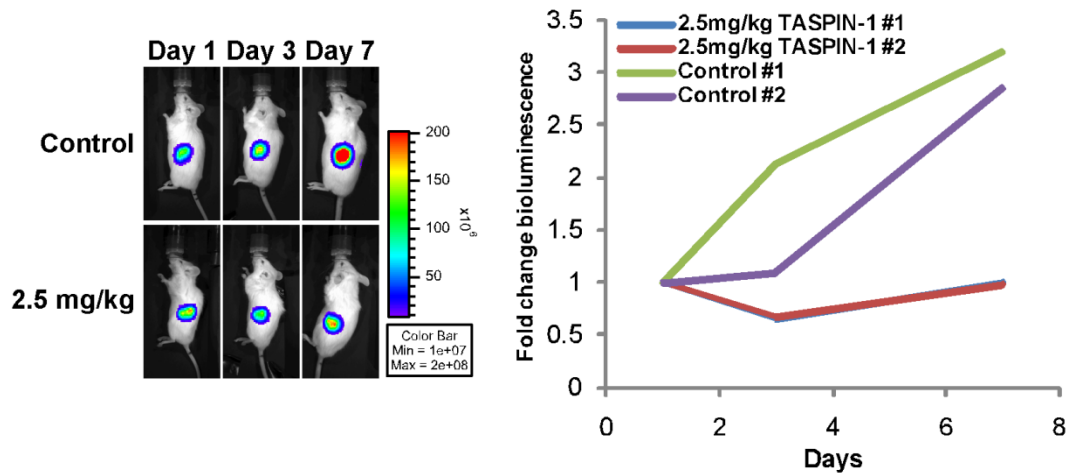 Day 1 Day 3 Day 7
Control
2.5 mg/kg
200
150
100
50
x10⁶
Color Bar
Min = 1e+07
Max = 2e+08
Fold change bioluminescence
3.5
3
2.5
2
1.5
1
0.5
0
2.5mg/kg TASPIN-1 #1
2.5mg/kg TASPIN-1 #2
Control #1
Control #2
0 2 4 6 8
Days